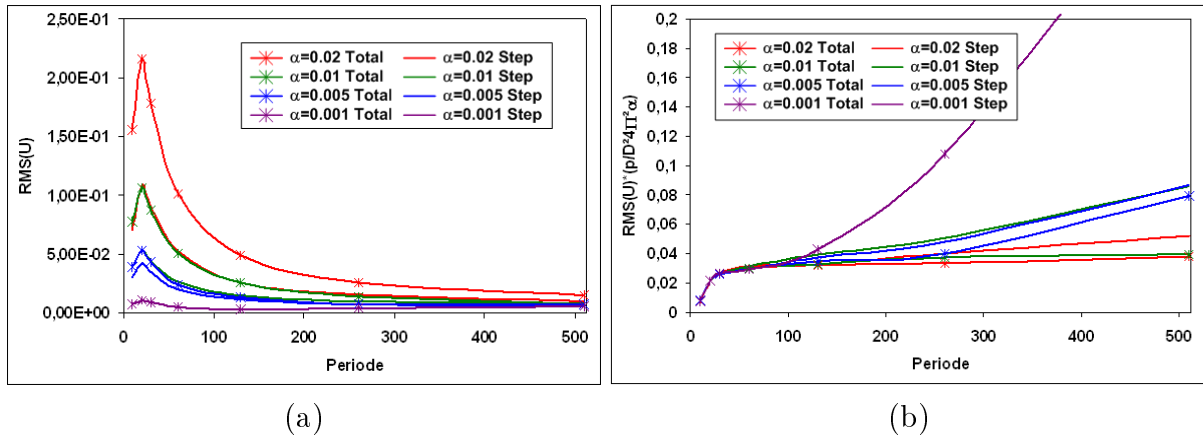 2,50E-01
2,00E-01
1,50E-01
1,00E-01
5,00E-02
0,00E+00
RMS(U)
0 100 200 300 400 500
Periode
α=0.02 Total α=0.02 Step
α=0.01 Total α=0.01 Step
α=0.005 Total α=0.005 Step
α=0.001 Total α=0.001 Step
(a)
0,2
0,18
0,16
0,14
0,12
0,1
0,08
0,06
0,04
0,02
0
RMS(U)*(p/D²4Π²α)
0 100 200 300 400 500
Periode
α=0.02 Total α=0.02 Step
α=0.01 Total α=0.01 Step
α=0.005 Total α=0.005 Step
α=0.001 Total α=0.001 Step
(b)